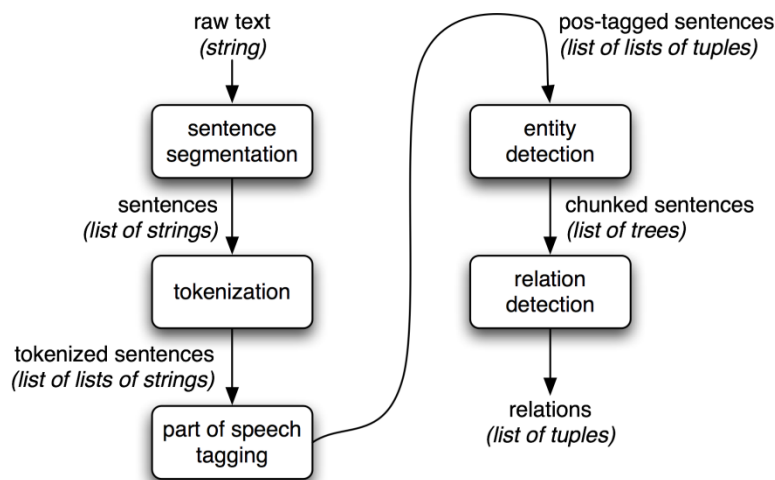 raw text
(string)
sentence
segmentation
sentences
(list of strings)
tokenization
tokenized sentences
(list of lists of strings)
part of speech
tagging
pos-tagged sentences
(list of lists of tuples)
entity
detection
chunked sentences
(list of trees)
relation
detection
relations
(list of tuples)